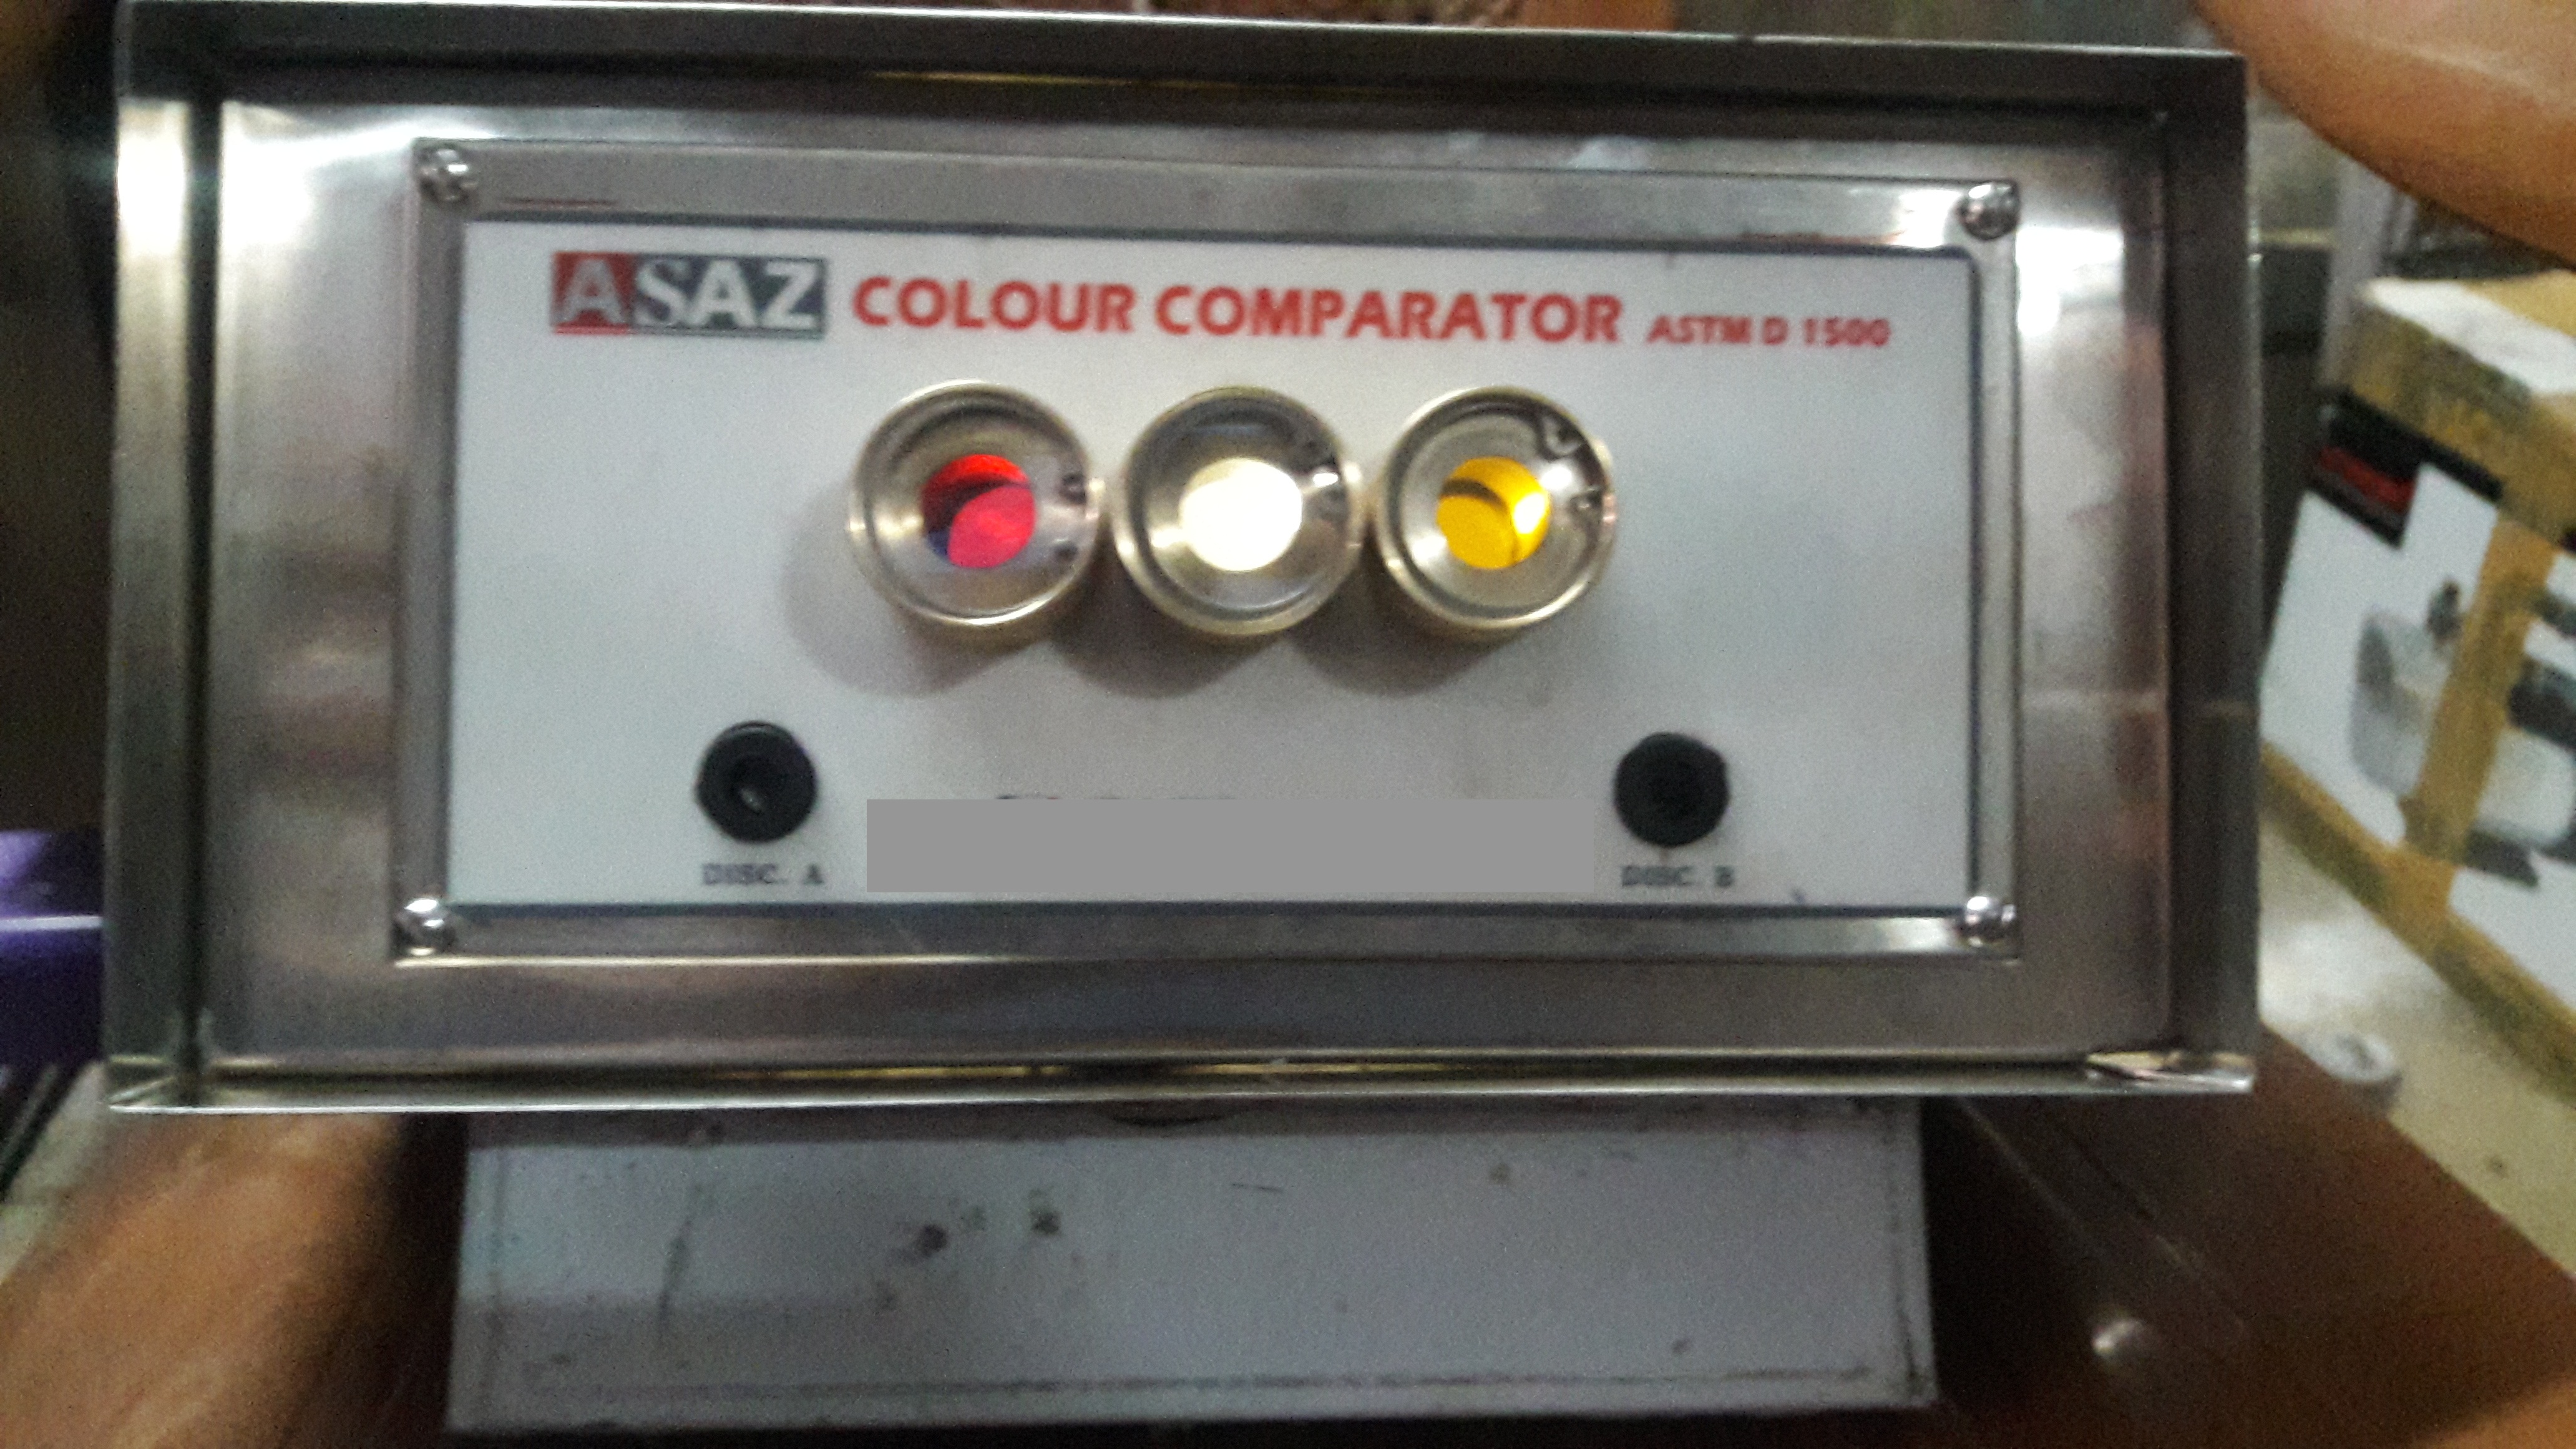 ASAZ COLOUR COMPARATOR ASTM D 1500
DISC. A
DISC. B